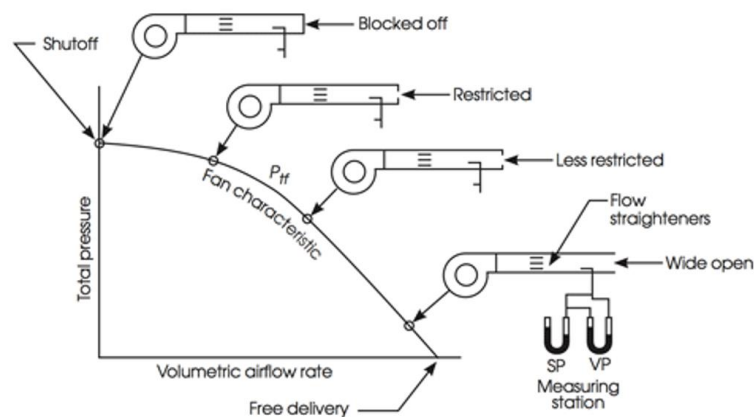 Blocked off
Shutoff
Restricted
P_tf
Less restricted
Fan characteristic
Flow
straighteners
Total pressure
Wide open
Volumetric airflow rate
SP VP
Measuring
station
Free delivery